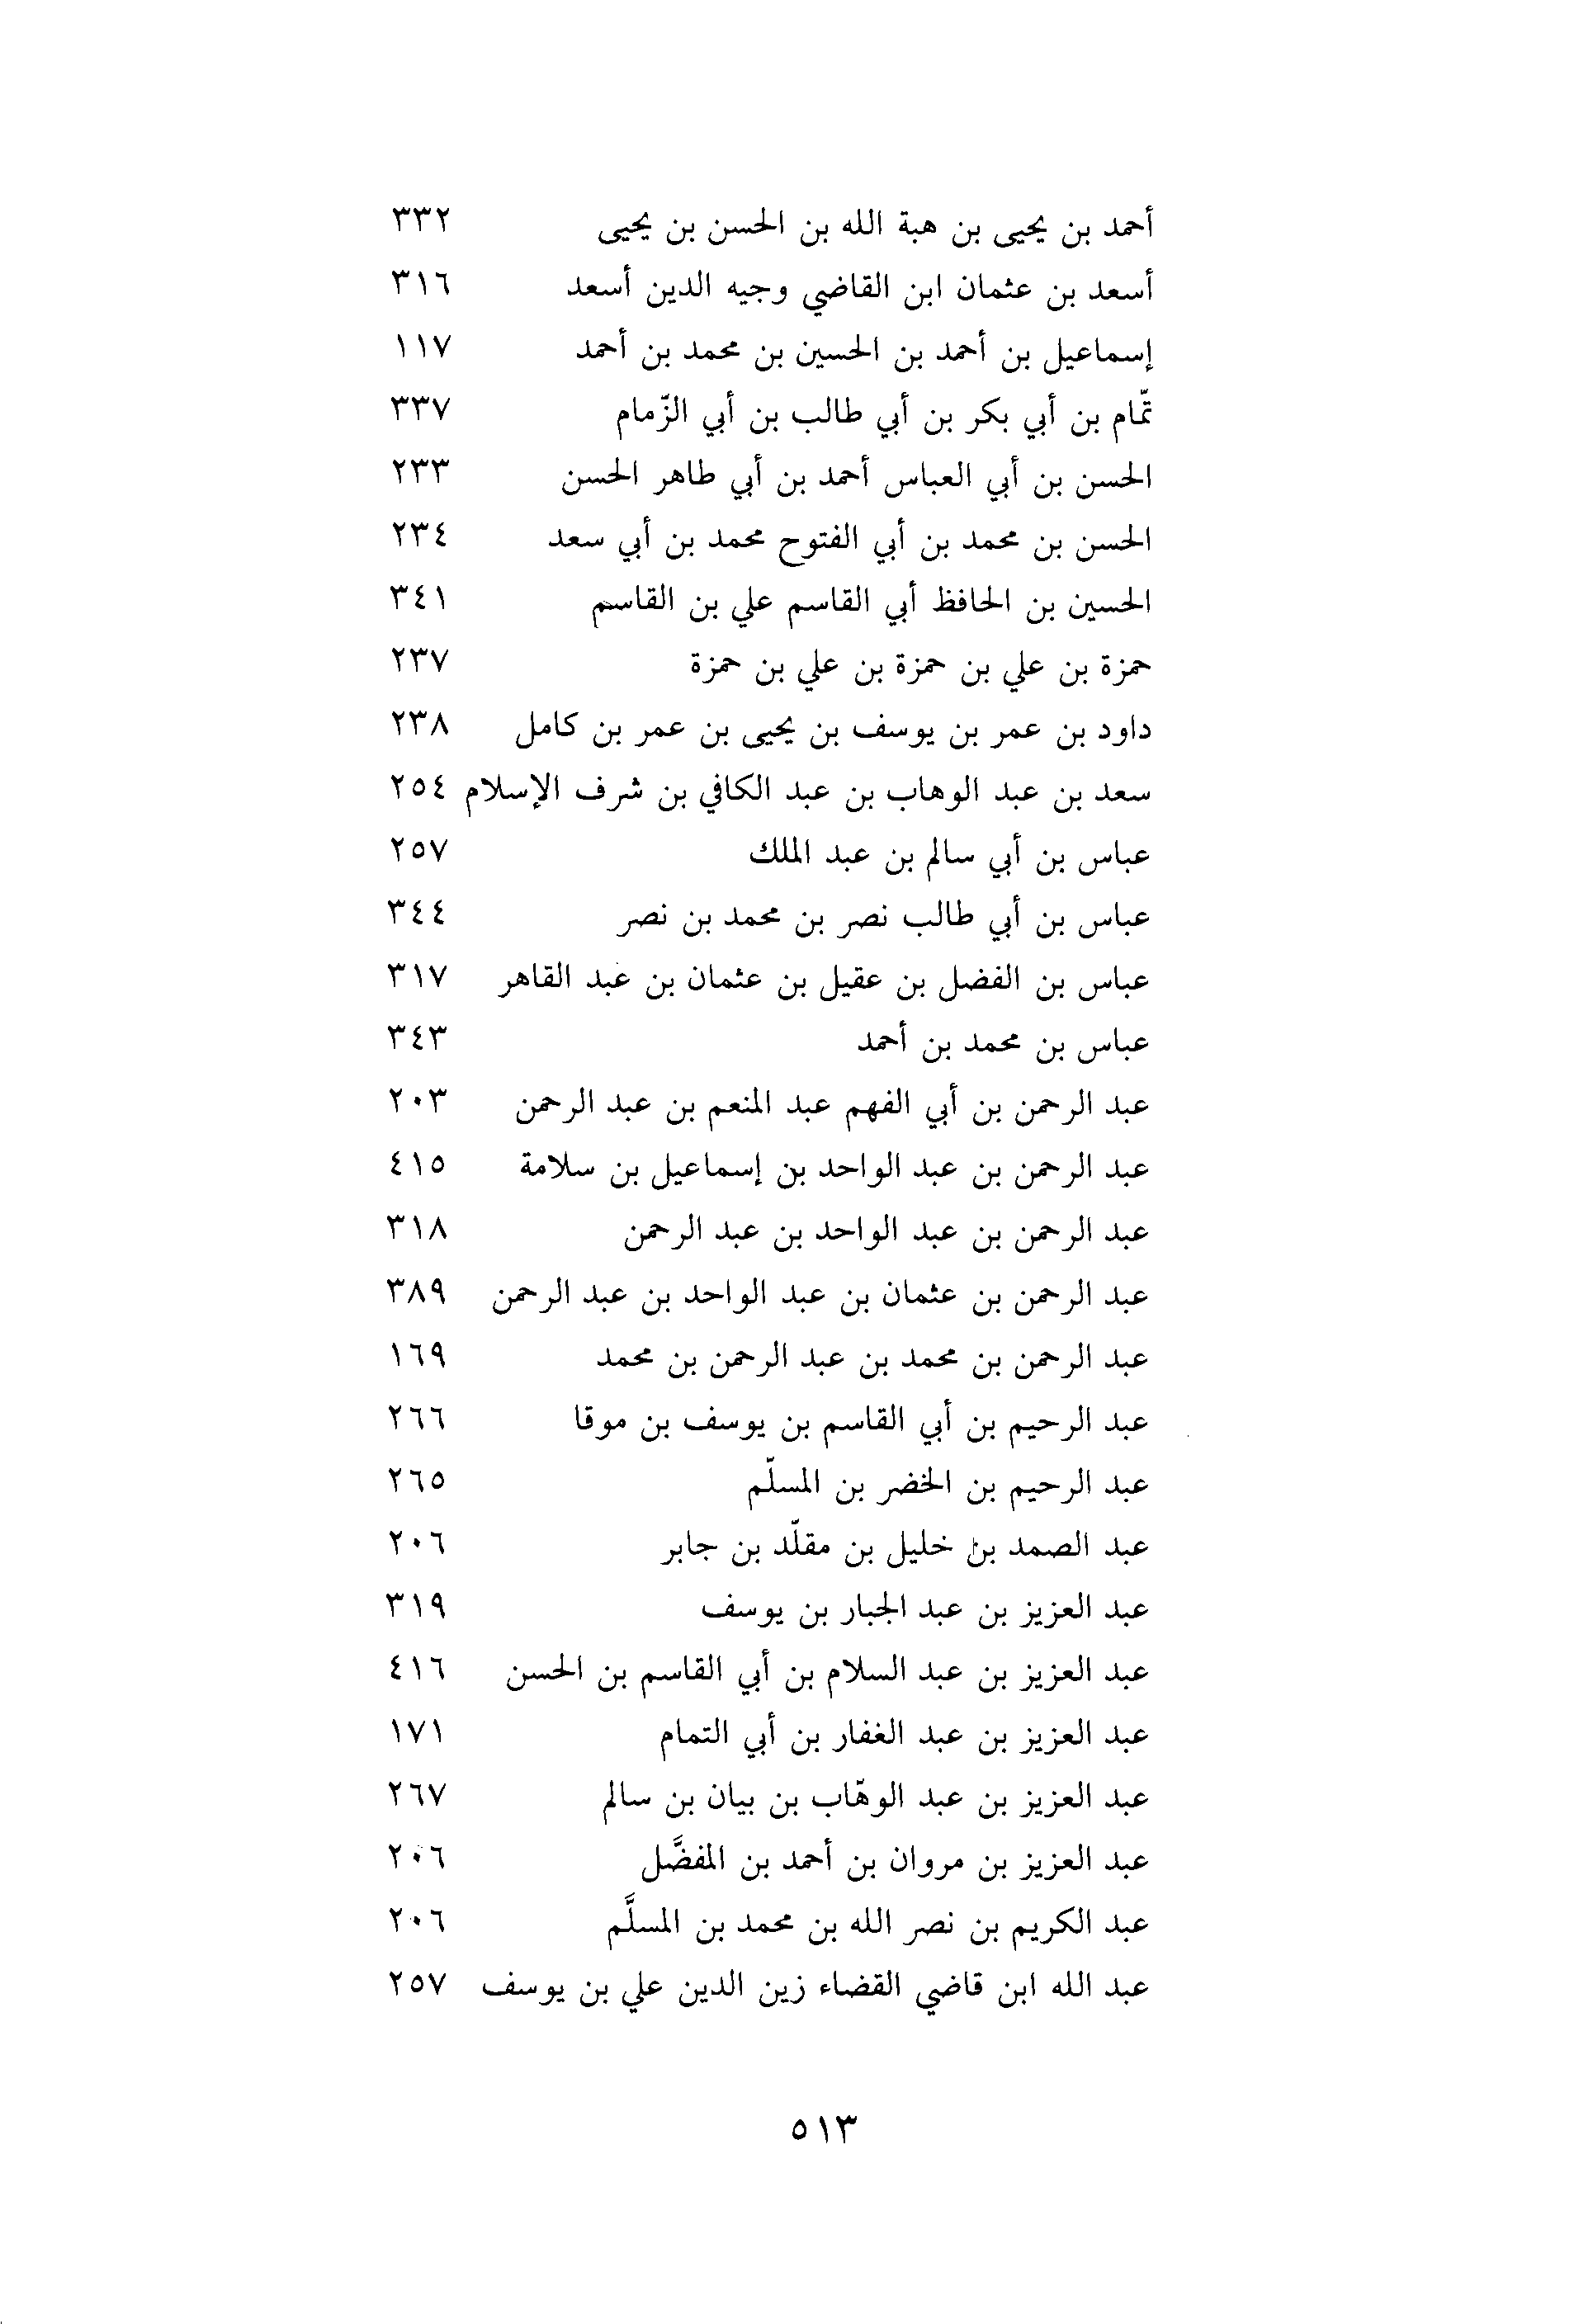 أحمد بن يحيى بن هبة الله بن الحسن بن يحيى ٣٣٢
أسعد بن عثمان ابن القاضي وجيه الدين أسعد ٣١٦
إسماعيل بن أحمد بن الحسين بن محمد بن أحمد ١١٧
تمّام بن أبي بكر بن أبي طالب بن أبي الزّمام ٣٣٧
الحسن بن أبي العباس أحمد بن أبي طاهر الحسن ٢٣٣
الحسن بن محمد بن أبي الفتوح محمد بن أبي سعد ٢٣٤
الحسين بن الحافظ أبي القاسم علي بن القاسم ٣٤١
حمزة بن علي بن حمزة بن علي بن حمزة ٢٣٧
داود بن عمر بن يوسف بن يحيى بن عمر بن كامل ٢٣٨
سعد بن عبد الوهاب بن عبد الكافي بن شرف الإسلام ٢٥٤
عباس بن أبي سالم بن عبد الملك ٢٥٧
عباس بن أبي طالب نصر بن محمد بن نصر ٣٤٤
عباس بن الفضل بن عقيل بن عثمان بن عبد القاهر ٣١٧
عباس بن محمد بن أحمد ٣٤٣
عبد الرحمن بن أبي الفهم عبد المنعم بن عبد الرحمن ٢٠٣
عبد الرحمن بن عبد الواحد بن إسماعيل بن سلامة ٤١٥
عبد الرحمن بن عبد الواحد بن عبد الرحمن ٣١٨
عبد الرحمن بن عثمان بن عبد الواحد بن عبد الرحمن ٣٨٩
عبد الرحمن بن محمد بن عبد الرحمن بن محمد ١٦٩
عبد الرحيم بن أبي القاسم بن يوسف بن موقا ٢٦٦
عبد الرحيم بن الخضر بن المسلّم ٢٦٥
عبد الصمد بن خليل بن مقلّد بن جابر ٢٠٦
عبد العزيز بن عبد الجبار بن يوسف ٣١٩
عبد العزيز بن عبد السلام بن أبي القاسم بن الحسن ٤١٦
عبد العزيز بن عبد الغفار بن أبي التمام ١٧١
عبد العزيز بن عبد الوهّاب بن بيان بن سالم ٢٦٧
عبد العزيز بن مروان بن أحمد بن المفضَّل ٢٠٦
عبد الكريم بن نصر الله بن محمد بن المسلَّم ٢٠٦
عبد الله ابن قاضي القضاء زين الدين علي بن يوسف ٢٥٧
٥١٣